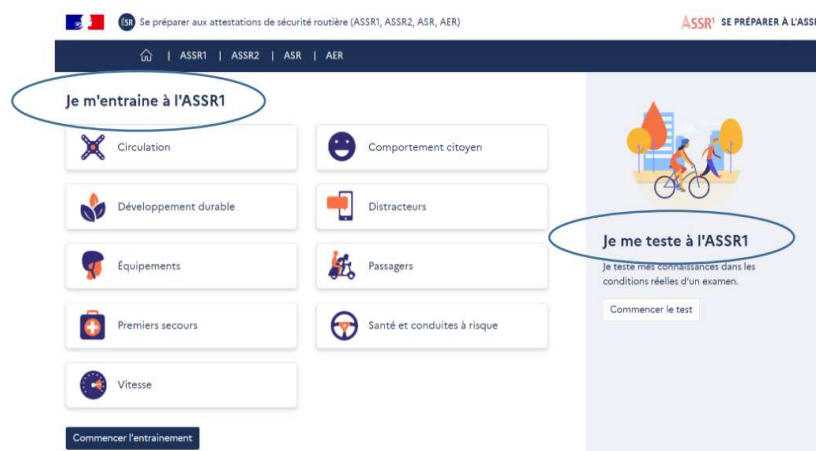 ÉSR Se préparer aux attestations de sécurité routière (ASSR1, ASSR2, ASR, AER)
ASSR1 SE PRÉPARER À L'ASSR
| ASSR1 | ASSR2 | ASR | AER
Je m'entraine à l'ASSR1
Circulation
Comportement citoyen
Développement durable
Distracteurs
Équipements
Passagers
Premiers secours
Santé et conduites à risque
Vitesse
Commencer l'entrainement
Je me teste à l'ASSR1
Je teste mes connaissances dans les
conditions réelles d'un examen.
Commencer le test